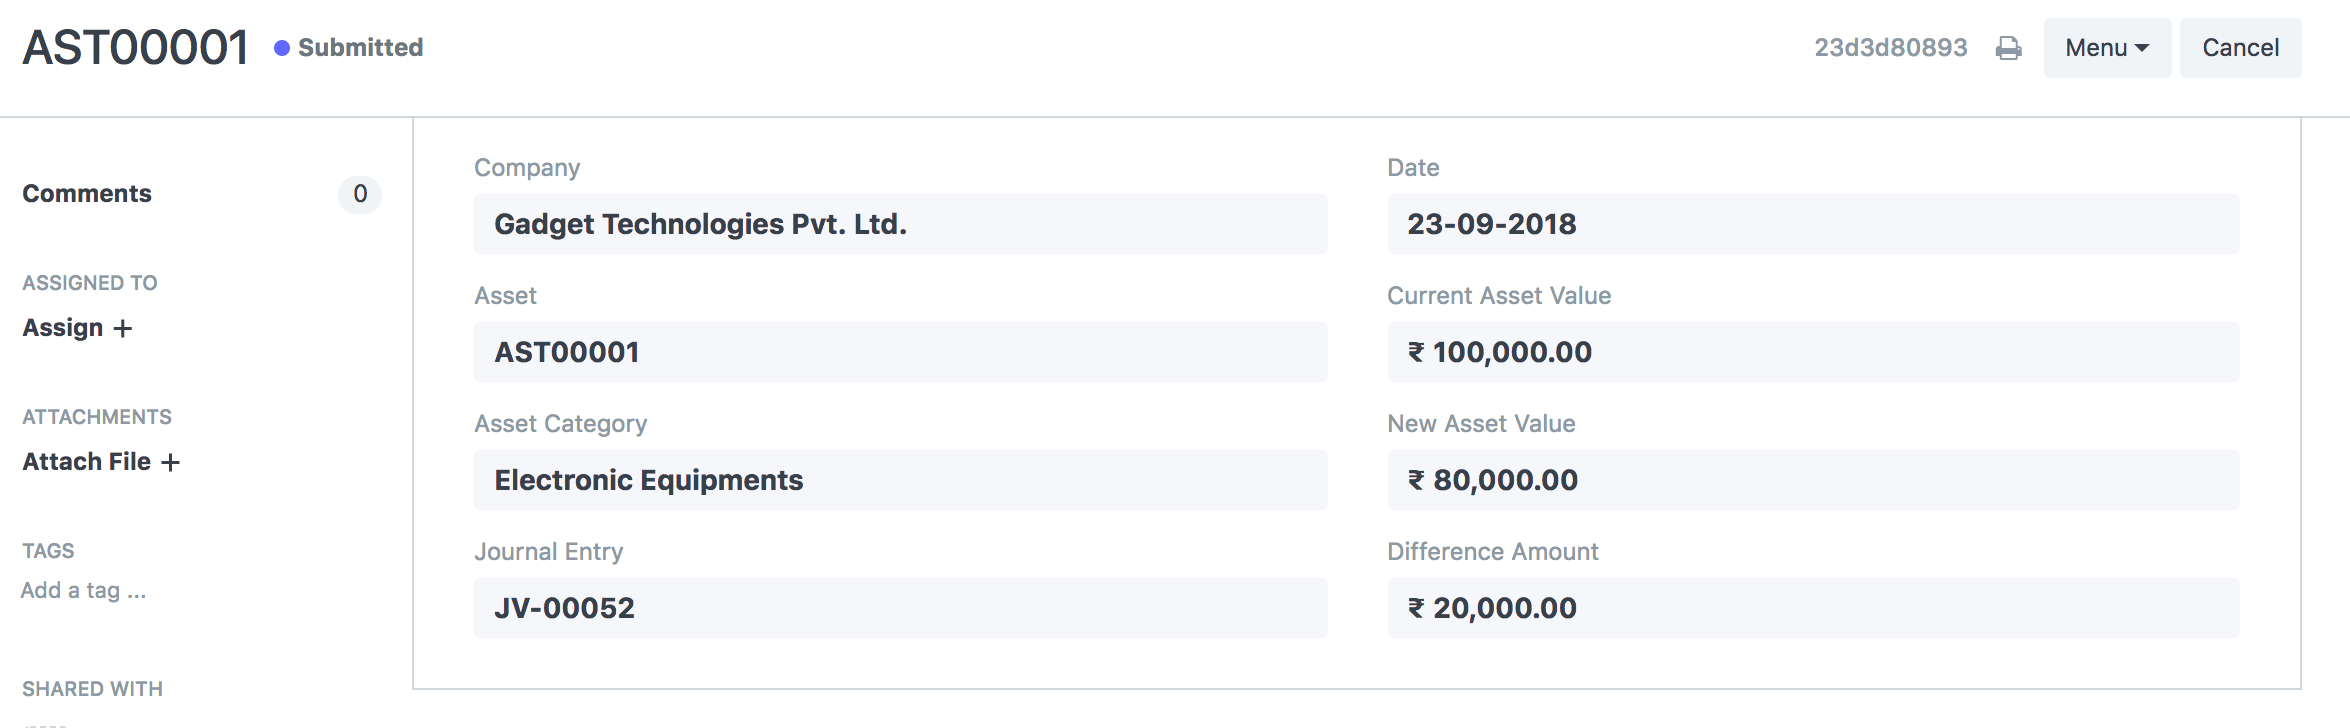 AST00001 Submitted 23d3d80893 Menu Cancel
Comments 0
ASSIGNED TO
Assign +
ATTACHMENTS
Attach File +
TAGS
Add a tag ...
SHARED WITH
Company
Gadget Technologies Pvt. Ltd.
Asset
AST00001
Asset Category
Electronic Equipments
Journal Entry
JV-00052
Date
23-09-2018
Current Asset Value
₹ 100,000.00
New Asset Value
₹ 80,000.00
Difference Amount
₹ 20,000.00